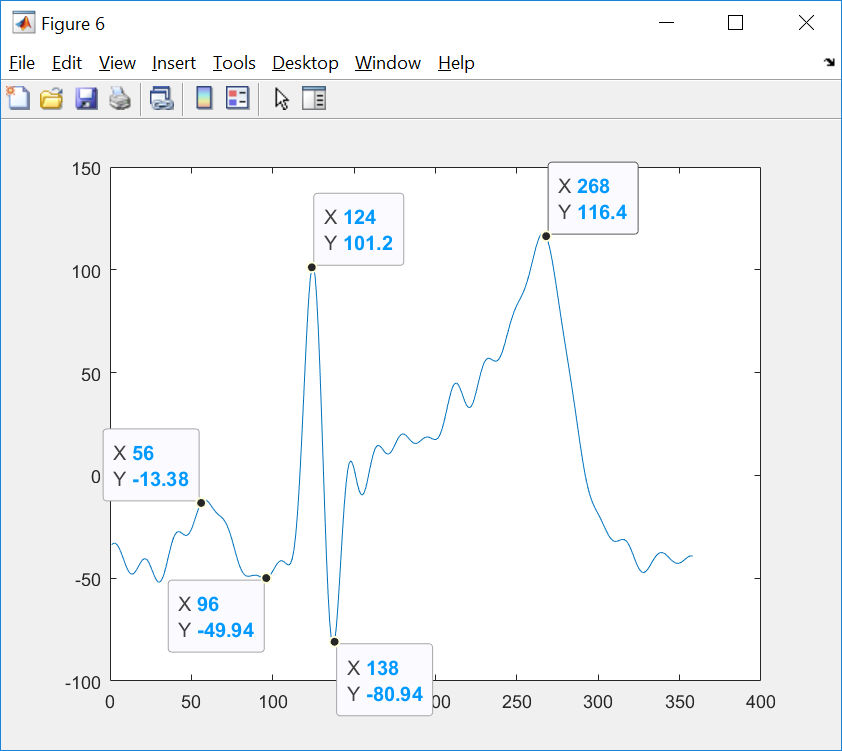 Figure 6
File Edit View Insert Tools Desktop Window Help
150
100
50
0
-50
-100
X 268
Y 116.4
X 124
Y 101.2
X 56
Y -13.38
X 96
Y -49.94
X 138
Y -80.94
0 50 100 00 250 300 350 400